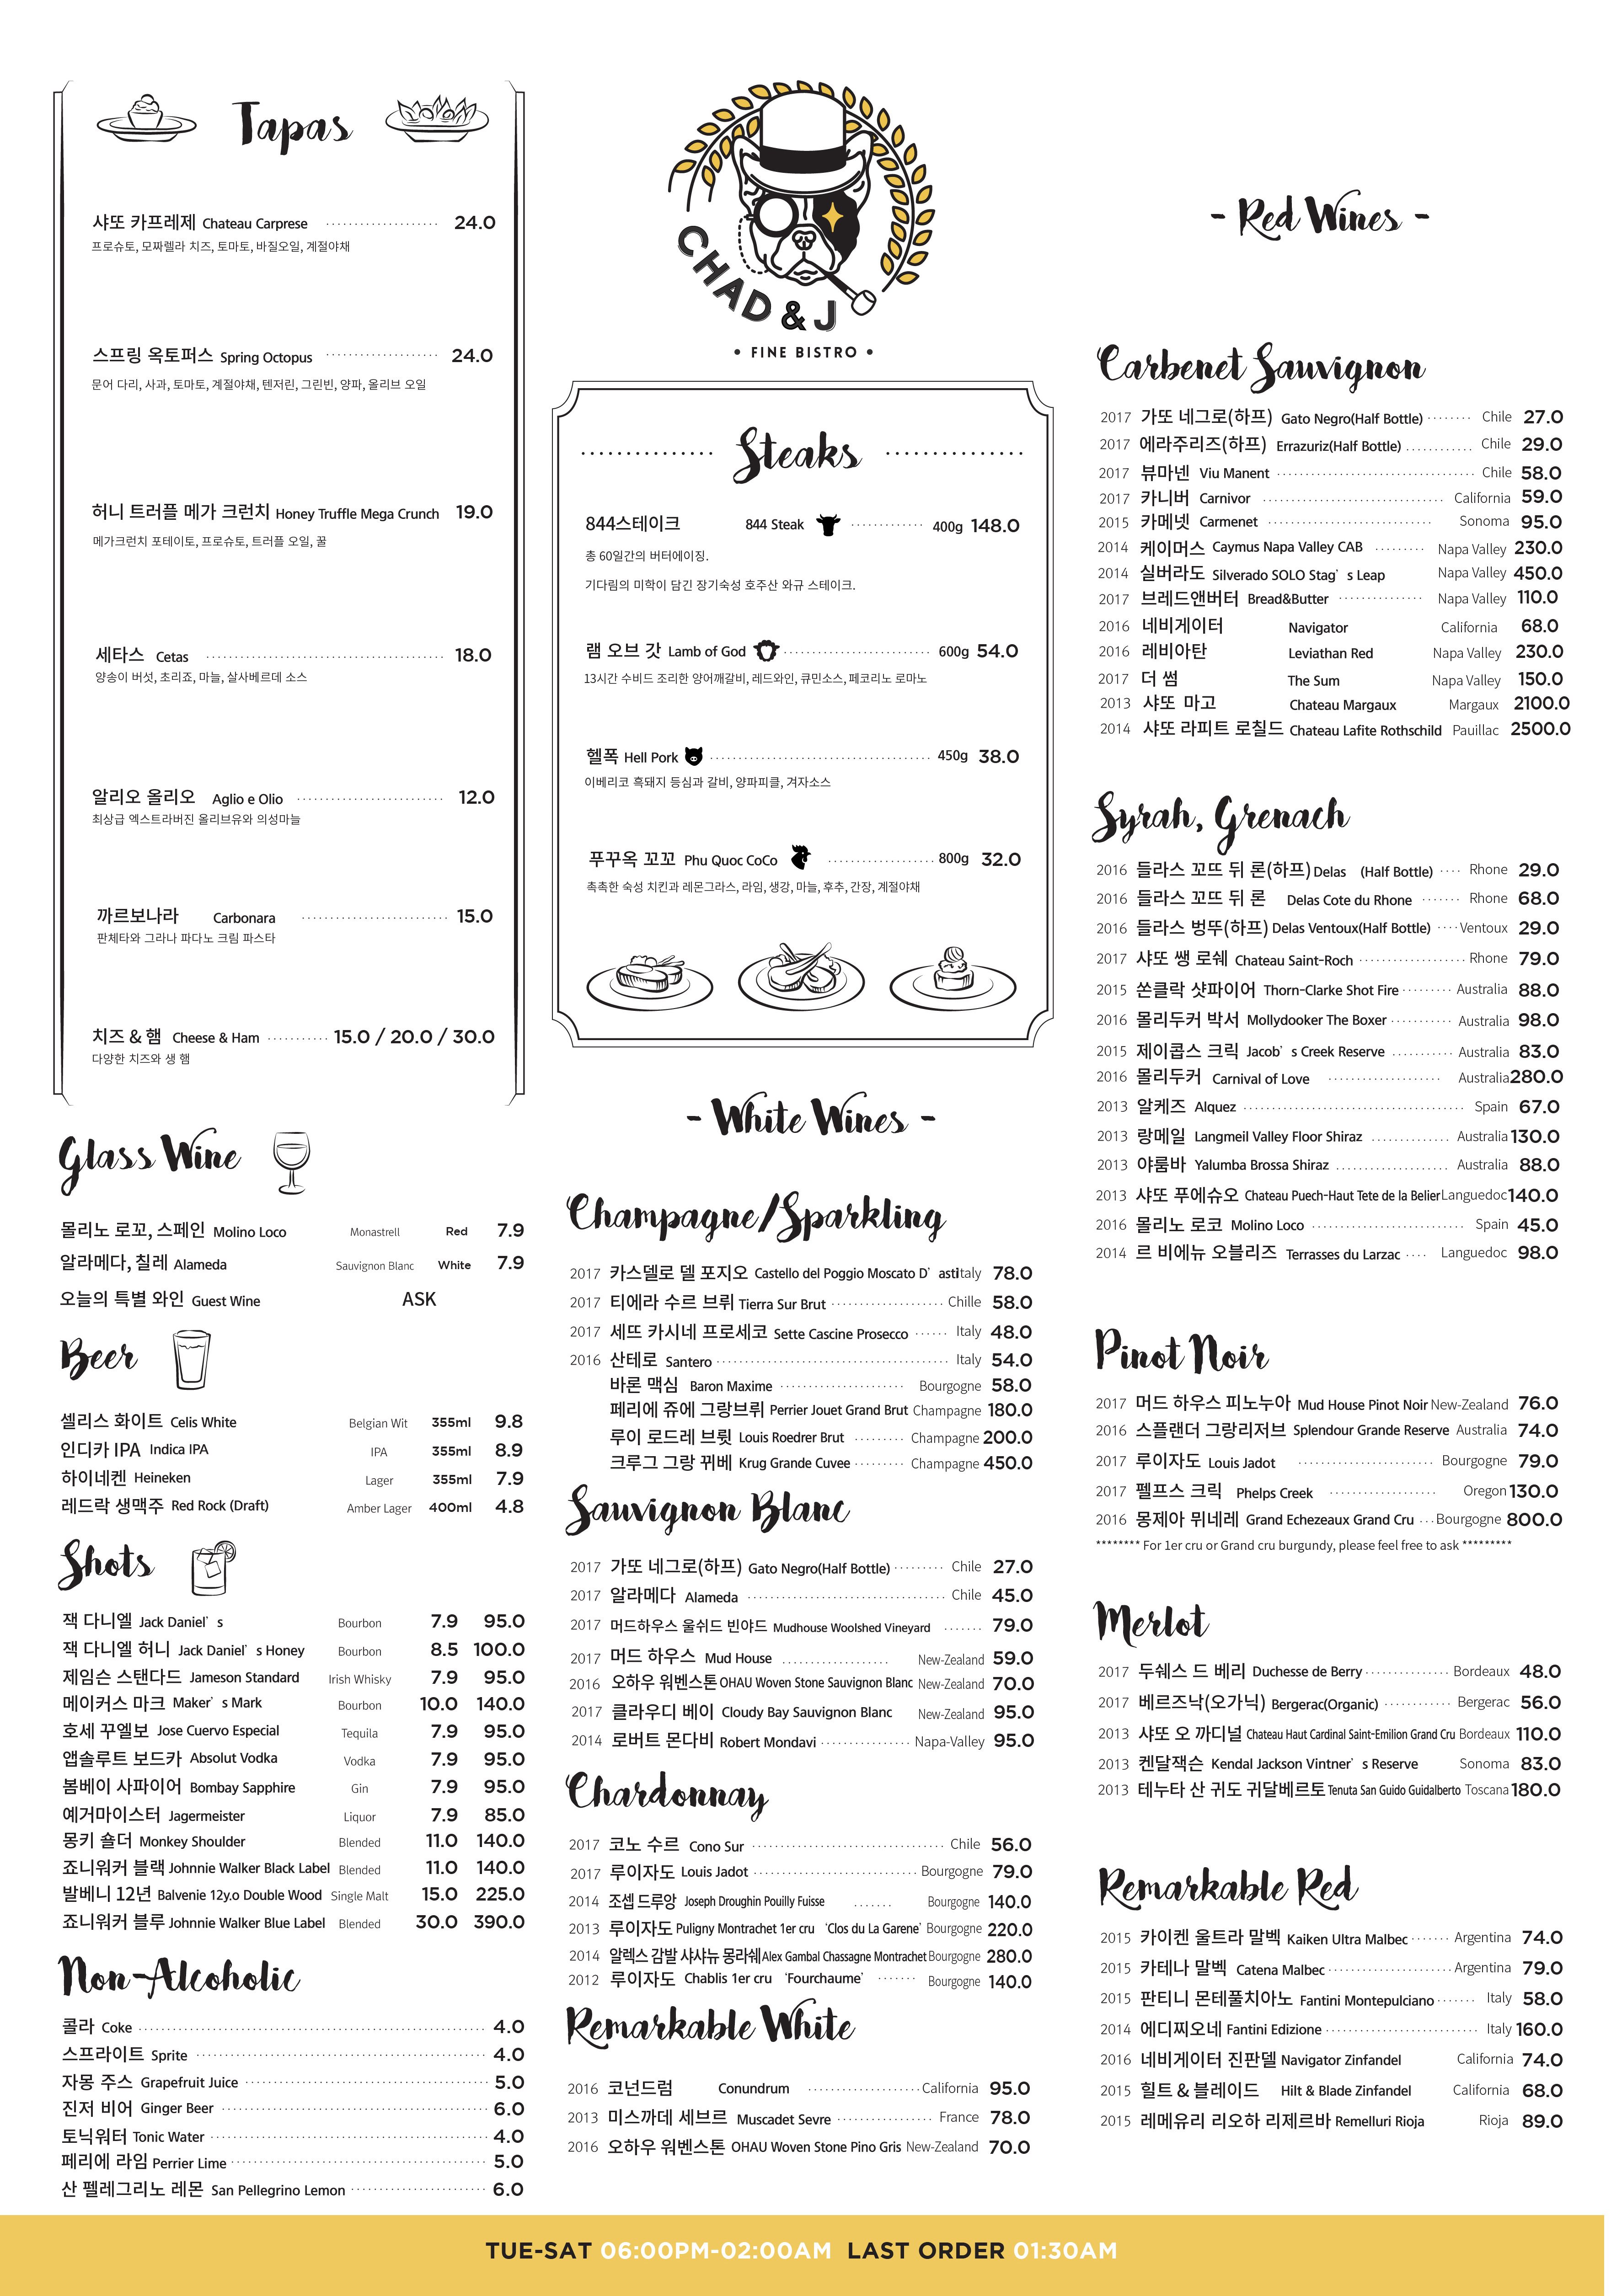 Tapas
샤또 카프레제 Chateau Carprese 24.0
프로슈토, 모짜렐라 치즈, 토마토, 바질오일, 계절야채
스프링 옥토퍼스 Spring Octopus 24.0
문어 다리, 사과, 토마토, 계절야채, 텐저린, 그린빈, 양파, 올리브 오일
허니 트러플 메가 크런치 Honey Truffle Mega Crunch 19.0
메가크런치 포테이토, 프로슈토, 트러플 오일, 꿀
세타스 Cetas 18.0
양송이 버섯, 초리죠, 마늘, 살사베르데 소스
알리오 올리오 Aglio e Olio 12.0
최상급 엑스트라버진 올리브유와 의성마늘
까르보나라 Carbonara 15.0
판체타와 그라나 파다노 크림 파스타
치즈 & 햄 Cheese & Ham 15.0 / 20.0 / 30.0
다양한 치즈와 생 햄
Glass Wine
몰리노 로꼬, 스페인 Molino Loco Monastrell Red 7.9
알라메다, 칠레 Alameda Sauvignon Blanc White 7.9
오늘의 특별 와인 Guest Wine ASK
Beer
셀리스 화이트 Celis White Belgian Wit 355ml 9.8
인디카 IPA Indica IPA IPA 355ml 8.9
하이네켄 Heineken Lager 355ml 7.9
레드락 생맥주 Red Rock (Draft) Amber Lager 400ml 4.8
Shots
잭 다니엘 Jack Daniel's Bourbon 7.9 95.0
잭 다니엘 허니 Jack Daniel's Honey Bourbon 8.5 100.0
제임슨 스탠다드 Jameson Standard Irish Whisky 7.9 95.0
메이커스 마크 Maker's Mark Bourbon 10.0 140.0
호세 꾸엘보 Jose Cuervo Especial Tequila 7.9 95.0
앱솔루트 보드카 Absolut Vodka Vodka 7.9 95.0
봄베이 사파이어 Bombay Sapphire Gin 7.9 95.0
예거마이스터 Jagermeister Liquor 7.9 85.0
몽키 숄더 Monkey Shoulder Blended 11.0 140.0
죠니워커 블랙 Johnnie Walker Black Label Blended 11.0 140.0
발베니 12년 Balvenie 12y.o Double Wood Single Malt 15.0 225.0
죠니워커 블루 Johnnie Walker Blue Label Blended 30.0 390.0
Non-Alcoholic
콜라 Coke 4.0
스프라이트 Sprite 4.0
자몽 주스 Grapefruit Juice 5.0
진저 비어 Ginger Beer 6.0
토닉워터 Tonic Water 4.0
페리에 라임 Perrier Lime 5.0
산 펠레그리노 레몬 San Pellegrino Lemon 6.0
CHAD & J
• FINE BISTRO •
Steaks
844스테이크 844 Steak 400g 148.0
총 60일간의 버터에이징.
기다림의 미학이 담긴 장기숙성 호주산 와규 스테이크.
램 오브 갓 Lamb of God 600g 54.0
13시간 수비드 조리한 양어깨갈비, 레드와인, 큐민소스, 페코리노 로마노
헬폭 Hell Pork 450g 38.0
이베리코 흑돼지 등심과 갈비, 양파피클, 겨자소스
푸꾸옥 꼬꼬 Phu Quoc CoCo 800g 32.0
촉촉한 숙성 치킨과 레몬그라스, 라임, 생강, 마늘, 후추, 간장, 계절야채
- White Wines -
Champagne/Sparkling
2017 카스델로 델 포지오 Castello del Poggio Moscato D'asti Italy 78.0
2017 티에라 수르 브뤼 Tierra Sur Brut Chille 58.0
2017 세뜨 카시네 프로세코 Sette Cascine Prosecco Italy 48.0
2016 산테로 Santero Italy 54.0
바론 맥심 Baron Maxime Bourgogne 58.0
페리에 쥬에 그랑브뤼 Perrier Jouet Grand Brut Champagne 180.0
루이 로드레 브륏 Louis Roedrer Brut Champagne 200.0
크루그 그랑 뀌베 Krug Grande Cuvee Champagne 450.0
Sauvignon Blanc
2017 가또 네그로(하프) Gato Negro(Half Bottle) Chile 27.0
2017 알라메다 Alameda Chile 45.0
2017 머드하우스 울쉬드 빈야드 Mudhouse Woolshed Vineyard 79.0
2017 머드 하우스 Mud House New-Zealand 59.0
2016 오하우 워벤스톤 OHAU Woven Stone Sauvignon Blanc New-Zealand 70.0
2017 클라우디 베이 Cloudy Bay Sauvignon Blanc New-Zealand 95.0
2014 로버트 몬다비 Robert Mondavi Napa-Valley 95.0
Chardonnay
2017 코노 수르 Cono Sur Chile 56.0
2017 루이자도 Louis Jadot Bourgogne 79.0
2014 조셉 드루앙 Joseph Droughin Pouilly Fuisse Bourgogne 140.0
2013 루이자도 Puligny Montrachet 1er cru 'Clos du La Garene' Bourgogne 220.0
2014 알렉스 감발 샤샤뉴 몽라쉐 Alex Gambal Chassagne Montrachet Bourgogne 280.0
2012 루이자도 Chablis 1er cru 'Fourchaume' Bourgogne 140.0
Remarkable White
2016 코넌드럼 Conundrum California 95.0
2013 미스까데 세브르 Muscadet Sevre France 78.0
2016 오하우 워벤스톤 OHAU Woven Stone Pino Gris New-Zealand 70.0
- Red Wines -
Carbenet Sauvignon
2017 가또 네그로(하프) Gato Negro(Half Bottle) Chile 27.0
2017 에라주리즈(하프) Errazuriz(Half Bottle) Chile 29.0
2017 뷰마넨 Viu Manent Chile 58.0
2017 카니버 Carnivor California 59.0
2015 카메넷 Carmenet Sonoma 95.0
2014 케이머스 Caymus Napa Valley CAB Napa Valley 230.0
2014 실버라도 Silverado SOLO Stag's Leap Napa Valley 450.0
2017 브레드앤버터 Bread&Butter Napa Valley 110.0
2016 네비게이터 Navigator California 68.0
2016 레비아탄 Leviathan Red Napa Valley 230.0
2017 더 썸 The Sum Napa Valley 150.0
2013 샤또 마고 Chateau Margaux Margaux 2100.0
2014 샤또 라피트 로칠드 Chateau Lafite Rothschild Pauillac 2500.0
Syrah, Grenach
2016 들라스 꼬뜨 뒤 론(하프) Delas (Half Bottle) Rhone 29.0
2016 들라스 꼬뜨 뒤 론 Delas Cote du Rhone Rhone 68.0
2016 들라스 벙뚜(하프) Delas Ventoux(Half Bottle) Ventoux 29.0
2017 샤또 쌩 로쉐 Chateau Saint-Roch Rhone 79.0
2015 쏜클락 샷파이어 Thorn-Clarke Shot Fire Australia 88.0
2016 몰리두커 박서 Mollydooker The Boxer Australia 98.0
2015 제이콥스 크릭 Jacob's Creek Reserve Australia 83.0
2016 몰리두커 Carnival of Love Australia 280.0
2013 알케즈 Alquez Spain 67.0
2013 랑메일 Langmeil Valley Floor Shiraz Australia 130.0
2013 야룸바 Yalumba Brossa Shiraz Australia 88.0
2013 샤또 푸에슈오 Chateau Puech-Haut Tete de la Belier Languedoc 140.0
2016 몰리노 로코 Molino Loco Spain 45.0
2014 르 비에뉴 오블리즈 Terrasses du Larzac Languedoc 98.0
Pinot Noir
2017 머드 하우스 피노누아 Mud House Pinot Noir New-Zealand 76.0
2016 스플랜더 그랑리저브 Splendour Grande Reserve Australia 74.0
2017 루이자도 Louis Jadot Bourgogne 79.0
2017 펠프스 크릭 Phelps Creek Oregon 130.0
2016 몽제아 뮈네레 Grand Echezeaux Grand Cru Bourgogne 800.0
******** For 1er cru or Grand cru burgundy, please feel free to ask *********
Merlot
2017 두쉐스 드 베리 Duchesse de Berry Bordeaux 48.0
2017 베르즈낙(오가닉) Bergerac(Organic) Bergerac 56.0
2013 샤또 오 까디널 Chateau Haut Cardinal Saint-Emilion Grand Cru Bordeaux 110.0
2013 켄달잭슨 Kendal Jackson Vintner's Reserve Sonoma 83.0
2013 테누타 산 귀도 귀달베르토 Tenuta San Guido Guidalberto Toscana 180.0
Remarkable Red
2015 카이켄 울트라 말벡 Kaiken Ultra Malbec Argentina 74.0
2015 카테나 말벡 Catena Malbec Argentina 79.0
2015 판티니 몬테풀치아노 Fantini Montepulciano Italy 58.0
2014 에디찌오네 Fantini Edizione Italy 160.0
2016 네비게이터 진판델 Navigator Zinfandel California 74.0
2015 힐트 & 블레이드 Hilt & Blade Zinfandel California 68.0
2015 레메유리 리오하 리제르바 Remelluri Rioja Rioja 89.0
TUE-SAT 06:00PM-02:00AM LAST ORDER 01:30AM